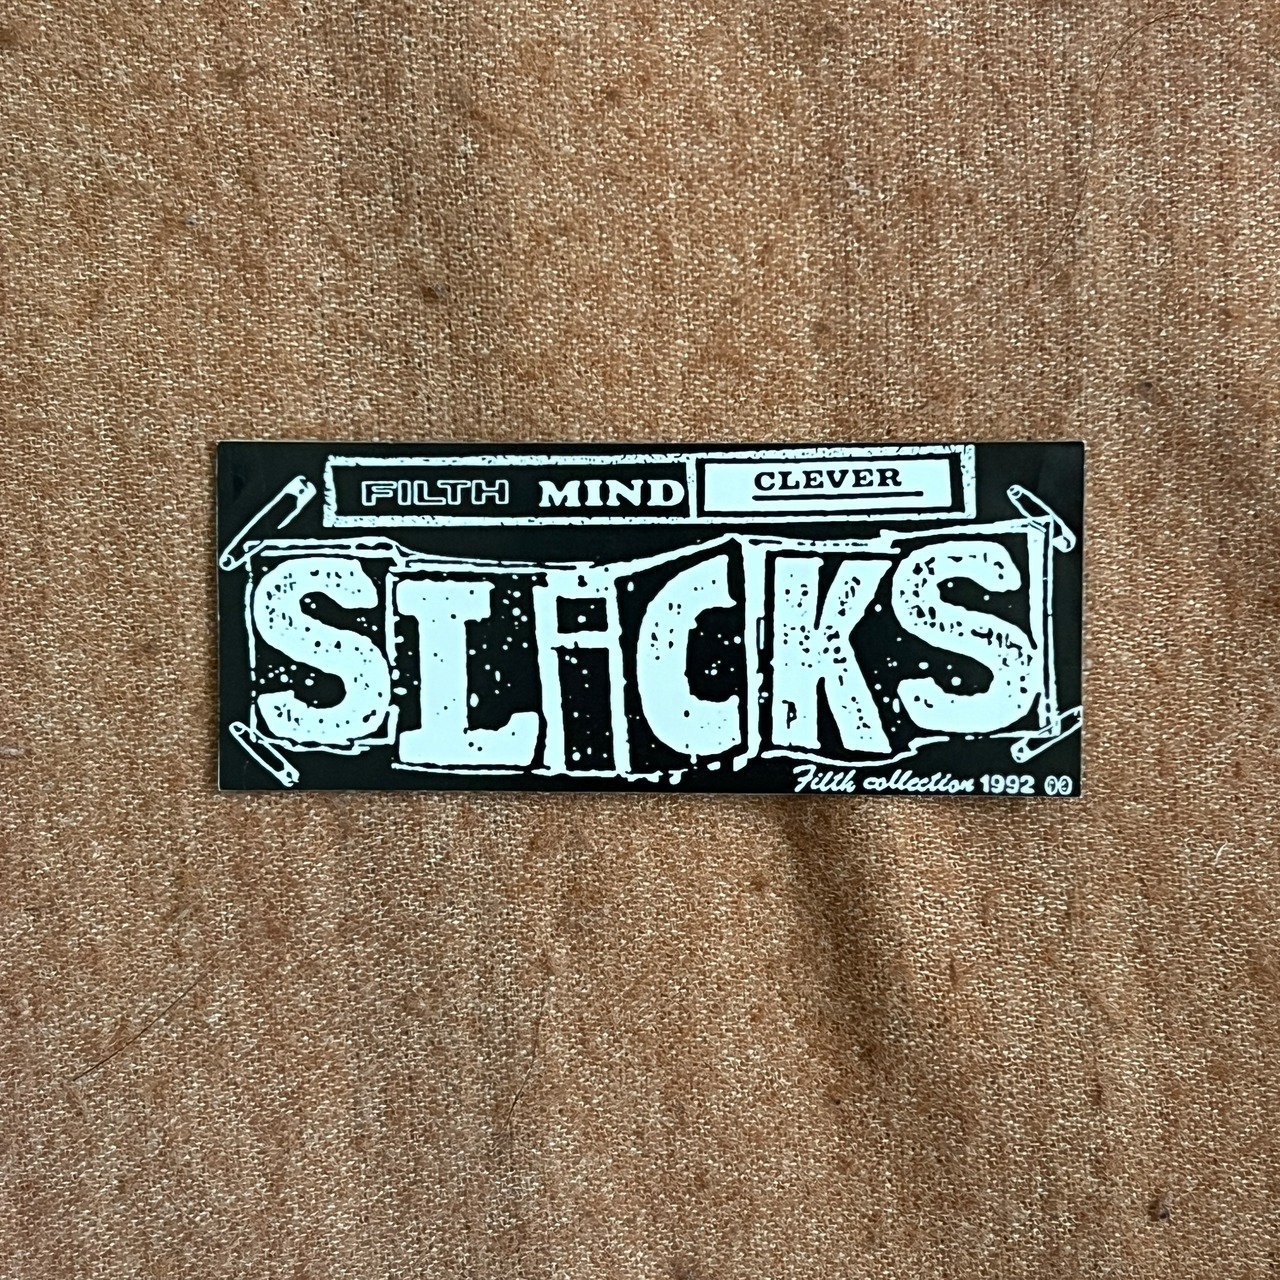 FILTH MIND CLEVER
SLiCKS
Filth collection 1992